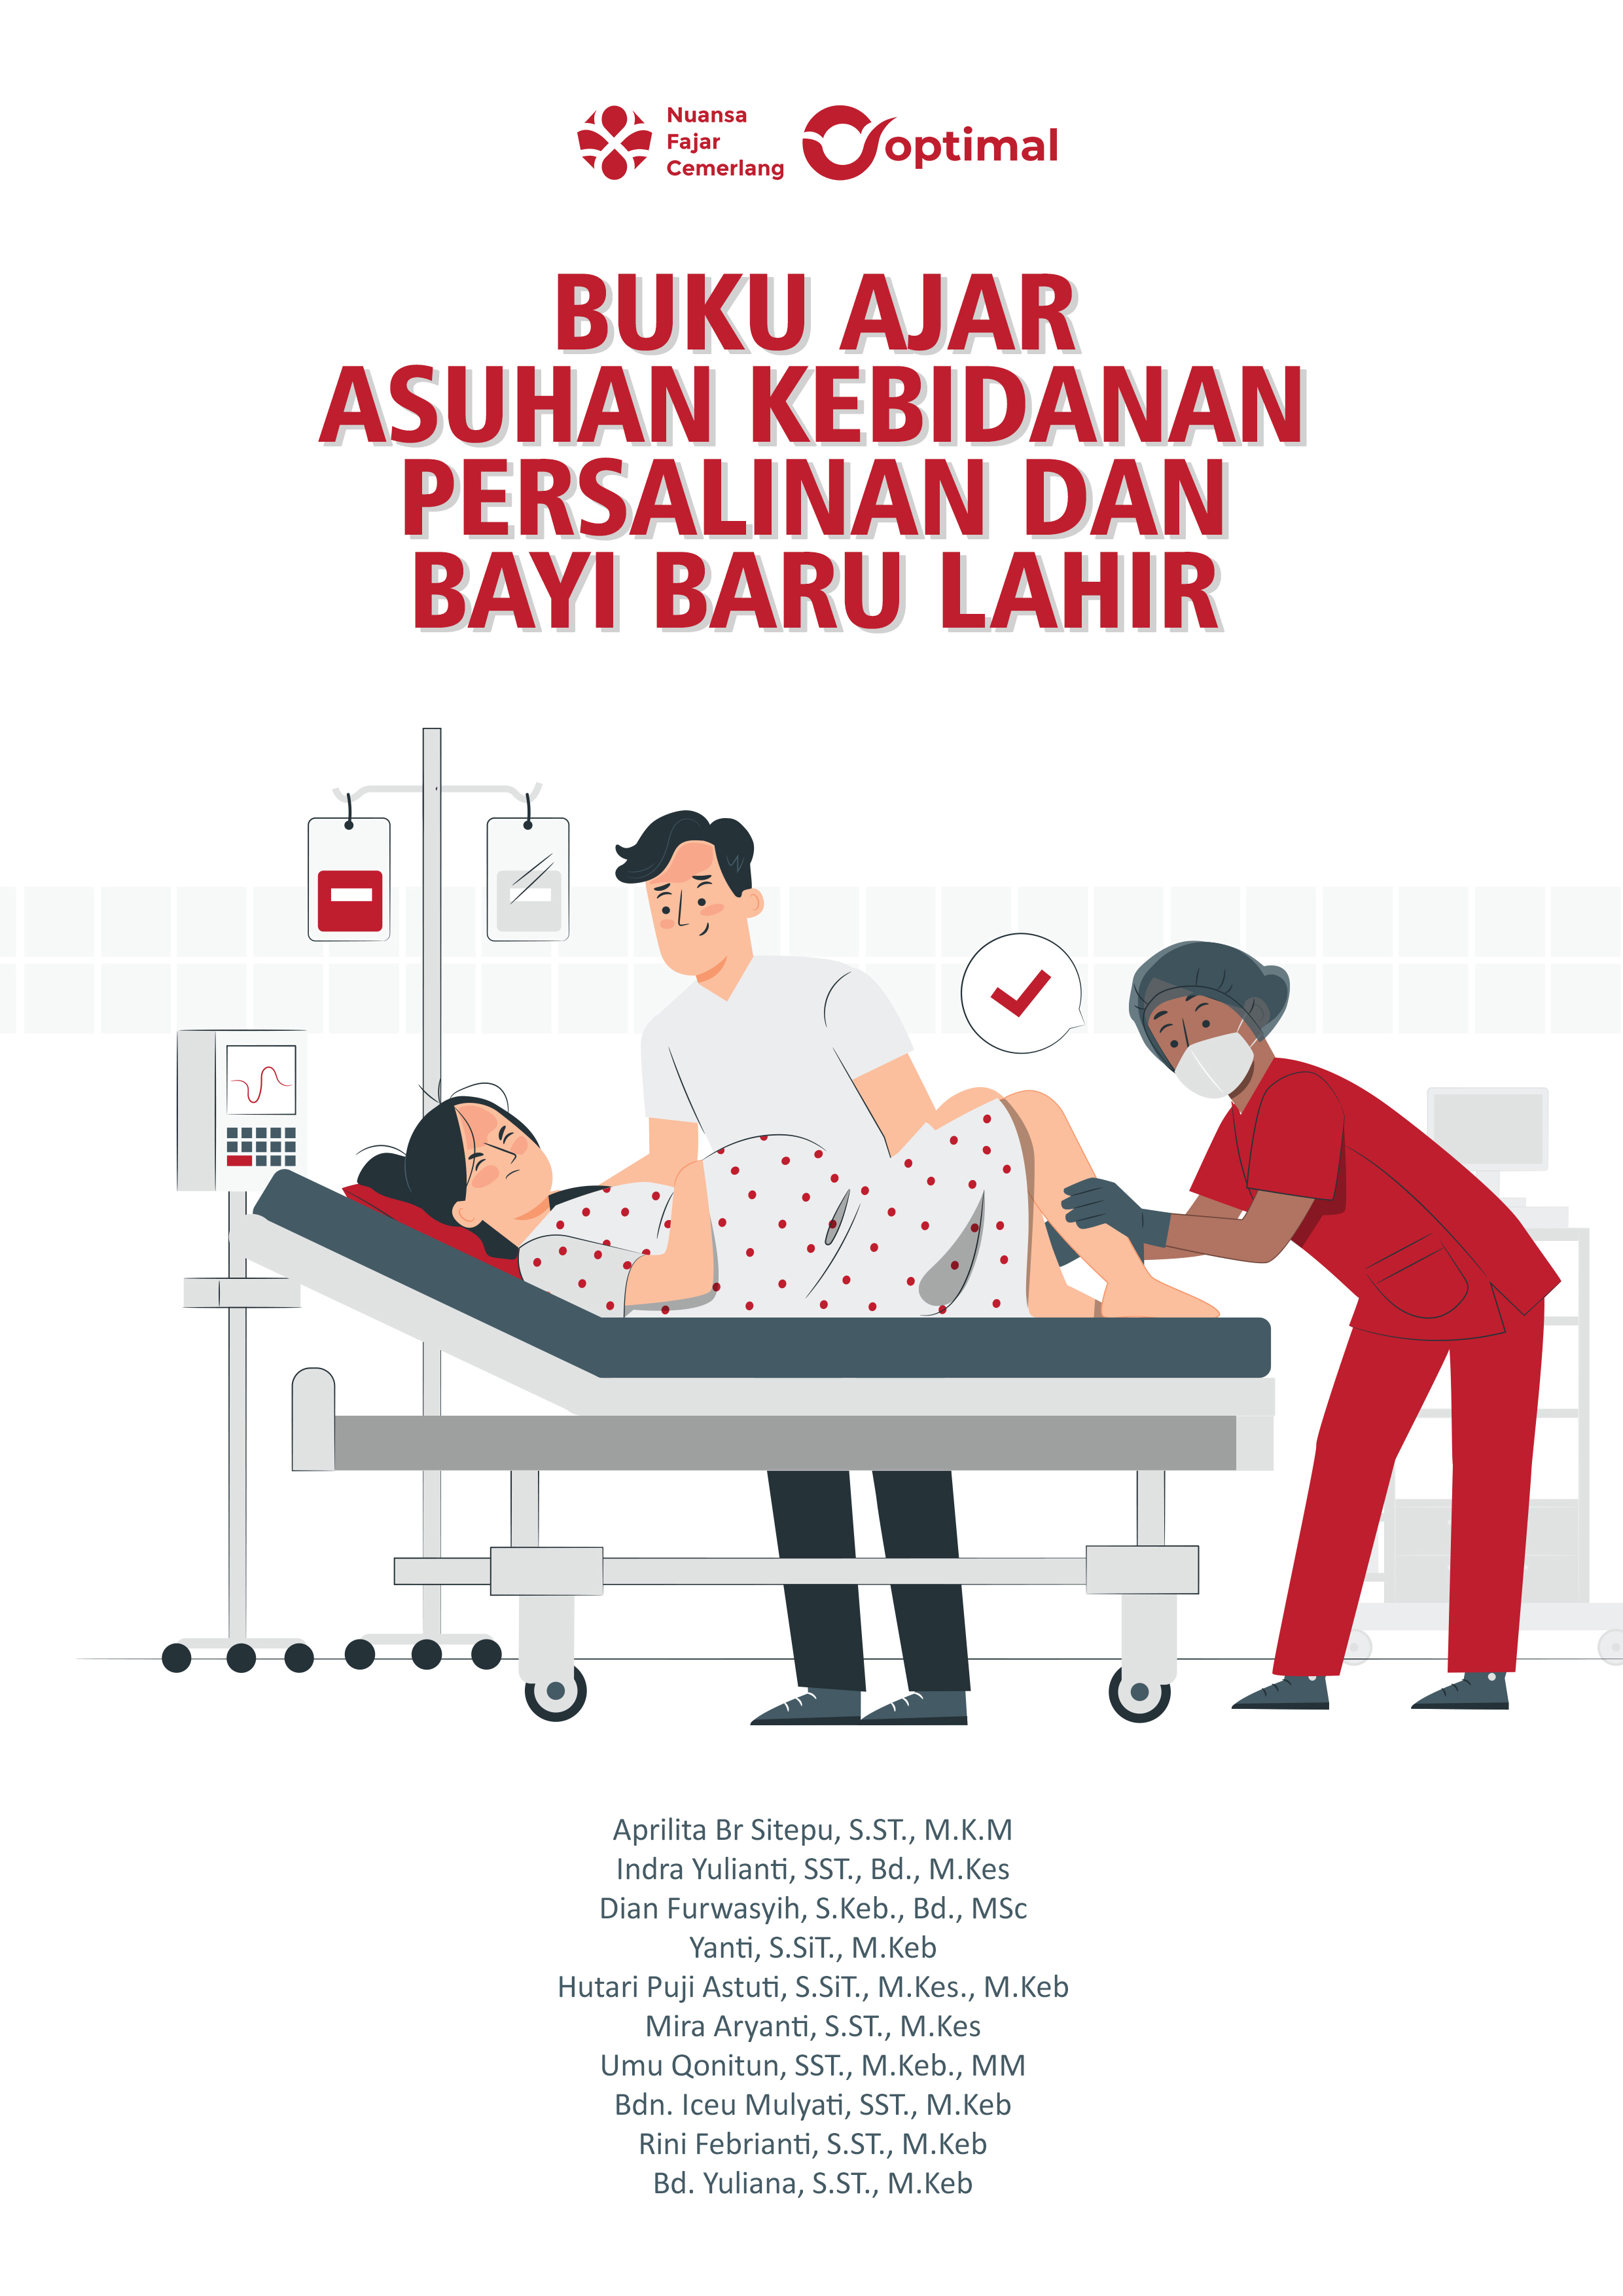 Nuansa
Fajar
Cemerlang
optimal
BUKU AJAR
ASUHAN KEBIDANAN
PERSALINAN DAN
BAYI BARU LAHIR
Aprilita Br Sitepu, S.ST., M.K.M
Indra Yulianti, SST., Bd., M.Kes
Dian Furwasyih, S.Keb., Bd., MSc
Yanti, S.SiT., M.Keb
Hutari Puji Astuti, S.SiT., M.Kes., M.Keb
Mira Aryanti, S.ST., M.Kes
Umu Qonitun, SST., M.Keb., MM
Bdn. Iceu Mulyati, SST., M.Keb
Rini Febrianti, S.ST., M.Keb
Bd. Yuliana, S.ST., M.Keb